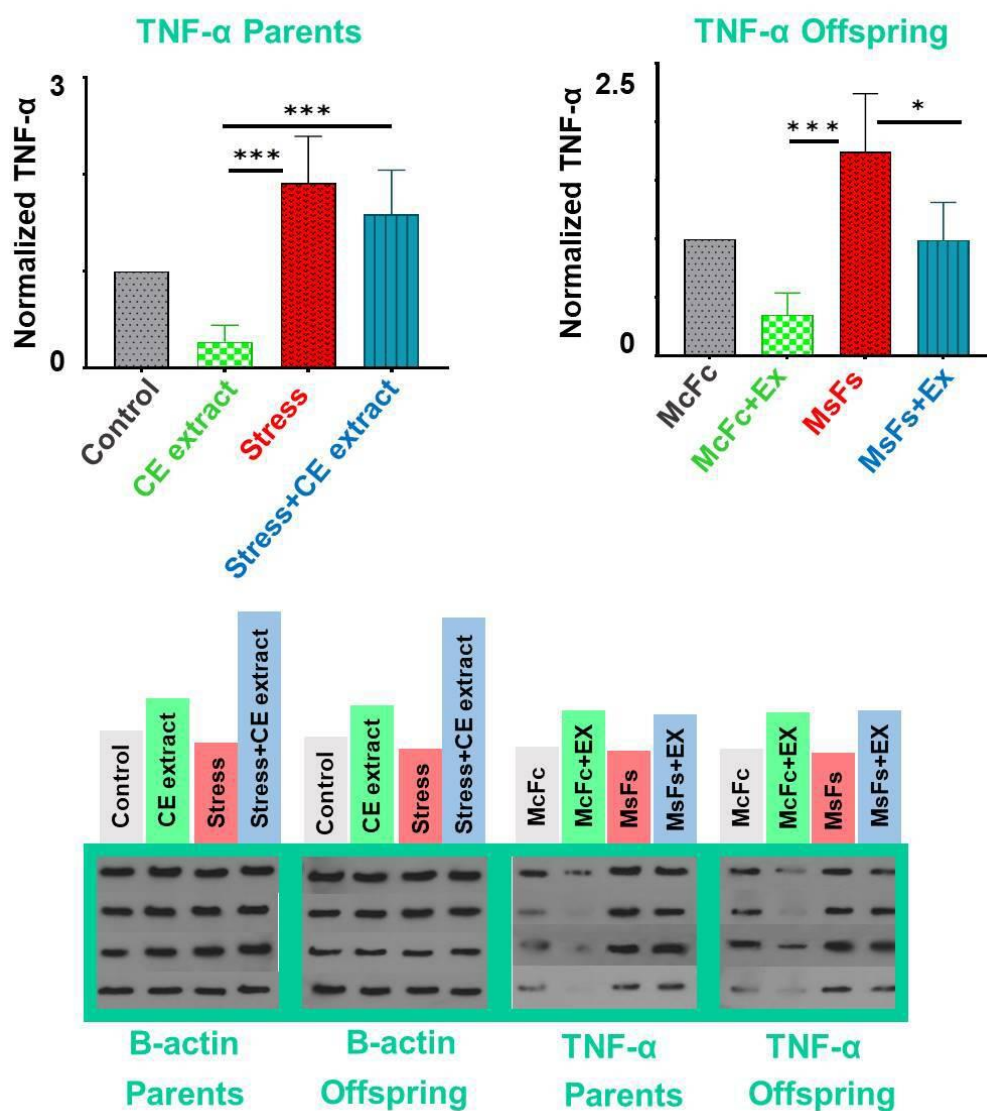 TNF-α Parents
3
Normalized TNF-α
0
***
***
Control
CE extract
Stress
Stress+CE extract
TNF-α Offspring
2.5
Normalized TNF-α
0
***
*
McFc
McFc+Ex
MsFs
MsFs+Ex
Control
CE extract
Stress
Stress+CE extract
Control
CE extract
Stress
Stress+CE extract
McFc
McFc+EX
MsFs
MsFs+EX
McFc
McFc+EX
MsFs
MsFs+EX
B-actin
Parents
B-actin
Offspring
TNF-α
Parents
TNF-α
Offspring